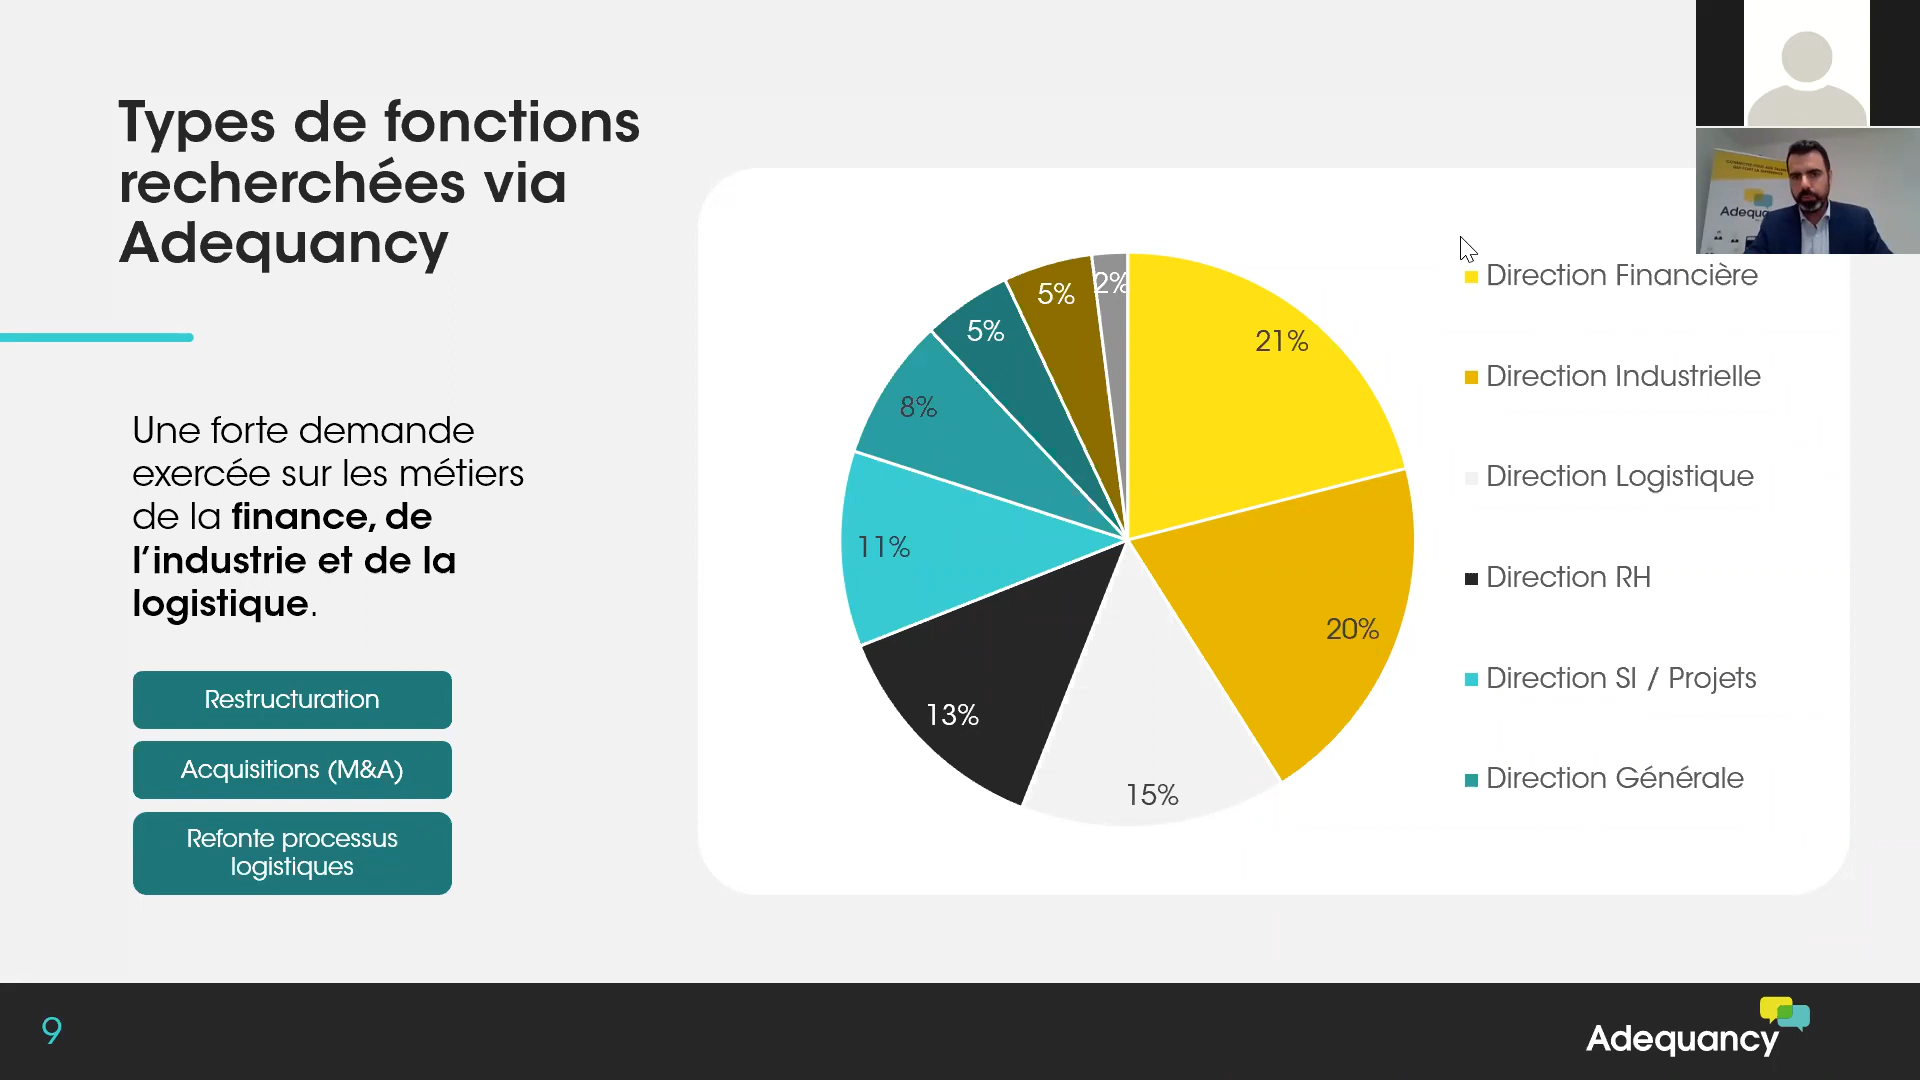 Types de fonctions
recherchées via
Adequancy
Une forte demande
exercée sur les métiers
de la finance, de
l’industrie et de la
logistique.
Restructuration
Acquisitions (M&A)
Refonte processus
logistiques
21%
20%
15%
13%
11%
8%
5%
5%
2%
Direction Financière
Direction Industrielle
Direction Logistique
Direction RH
Direction SI / Projets
Direction Générale
9
Adequancy